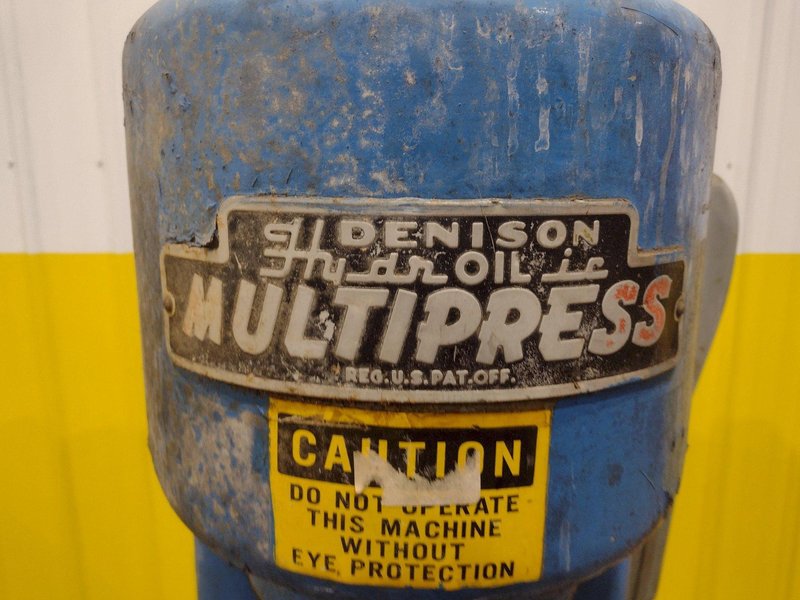 DENISON
HydrOILic
MULTIPRESS
REG. U.S. PAT. OFF.
CAUTION
DO NOT OPERATE
THIS MACHINE
WITHOUT
EYE, PROTECTION